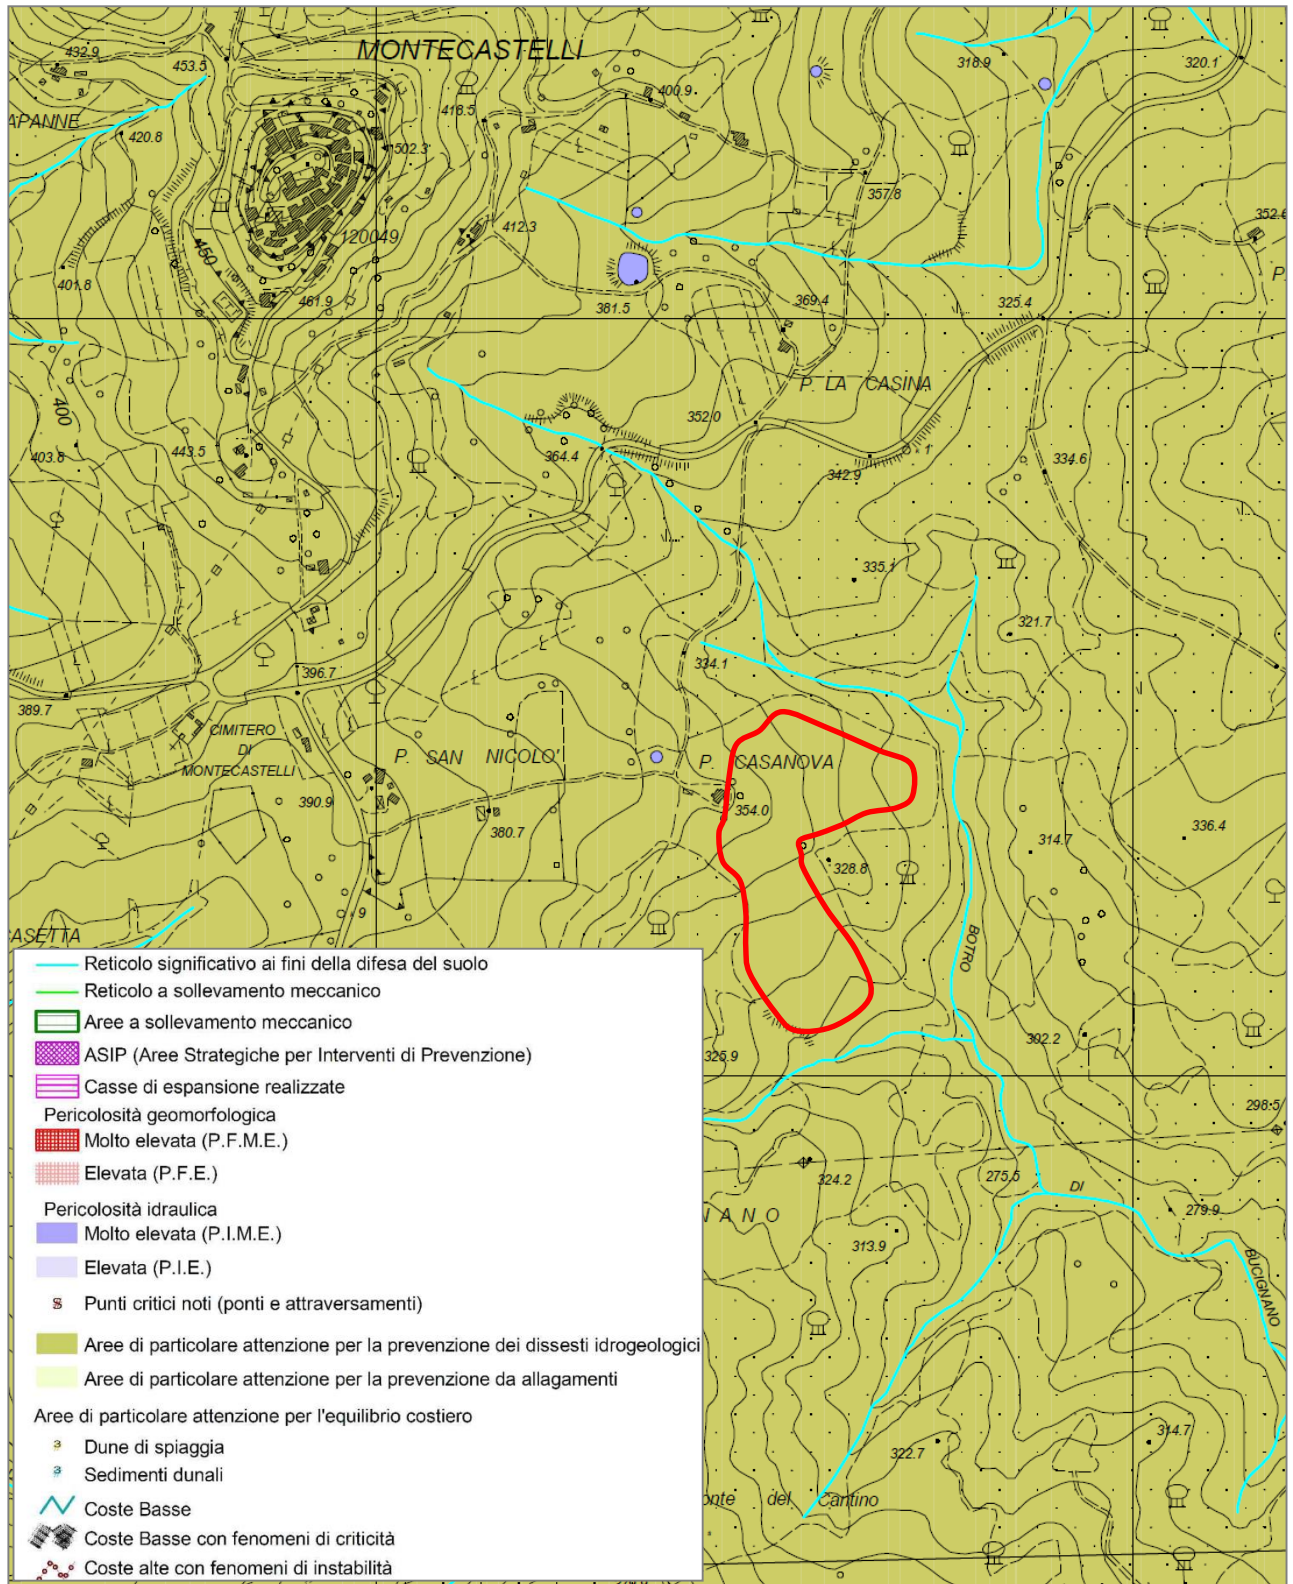 MONTECASTELLI
432.9
453.5
318.9
320.1
400.9
418.5
APANNE
420.8
502.3
357.8
412.3
120049
450
352.6
401.8
461.9
381.5
369.4
325.4
P.
P. LA CASINA
400
352.0
403.8
443.5
364.4
342.9
1
334.6
335.1
321.7
334.1
396.7
389.7
CIMITERO
DI
MONTECASTELLI
P. SAN NICOLO'
P. CASANOVA
390.9
354.0
380.7
314.7
336.4
328.8
9
ASETTA
BOTRO
302.2
325.9
298.5
324.2
275.5
DI
279.9
NANO
313.9
BUCIGNANO
322.7
314.7
onte del Cantino
Reticolo significativo ai fini della difesa del suolo
Reticolo a sollevamento meccanico
Aree a sollevamento meccanico
ASIP (Aree Strategiche per Interventi di Prevenzione)
Casse di espansione realizzate
Pericolosità geomorfologica
Molto elevata (P.F.M.E.)
Elevata (P.F.E.)
Pericolosità idraulica
Molto elevata (P.I.M.E.)
Elevata (P.I.E.)
Punti critici noti (ponti e attraversamenti)
Aree di particolare attenzione per la prevenzione dei dissesti idrogeologici
Aree di particolare attenzione per la prevenzione da allagamenti
Aree di particolare attenzione per l'equilibrio costiero
Dune di spiaggia
Sedimenti dunali
Coste Basse
Coste Basse con fenomeni di criticità
Coste alte con fenomeni di instabilità